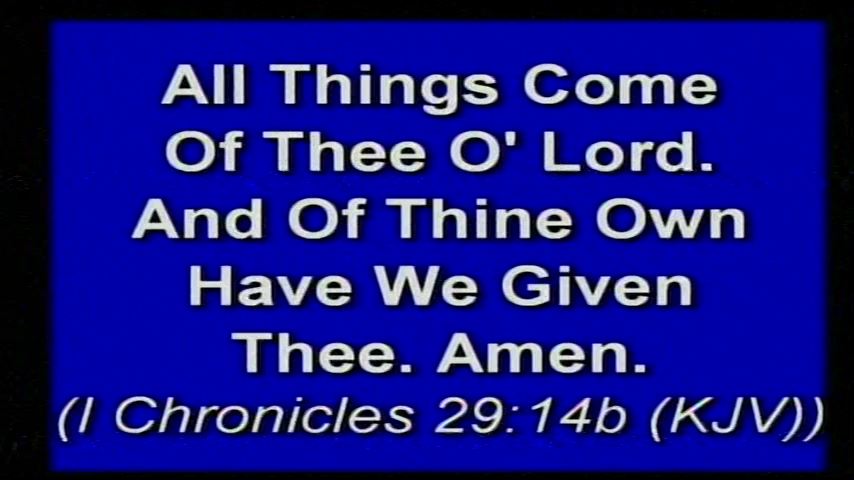 All Things Come
Of Thee O' Lord.
And Of Thine Own
Have We Given
Thee. Amen.
(I Chronicles 29:14b (KJV))